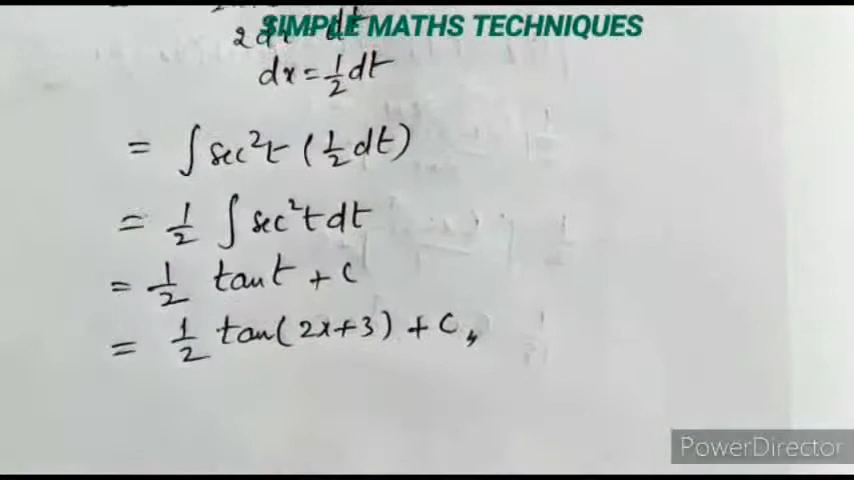 SIMPLE MATHS TECHNIQUES
dx = 1/2 dt
= ∫ sec²t (1/2 dt)
= 1/2 ∫ sec²t dt
= 1/2 tan t + C
= 1/2 tan(2x+3) + C,,
PowerDirector